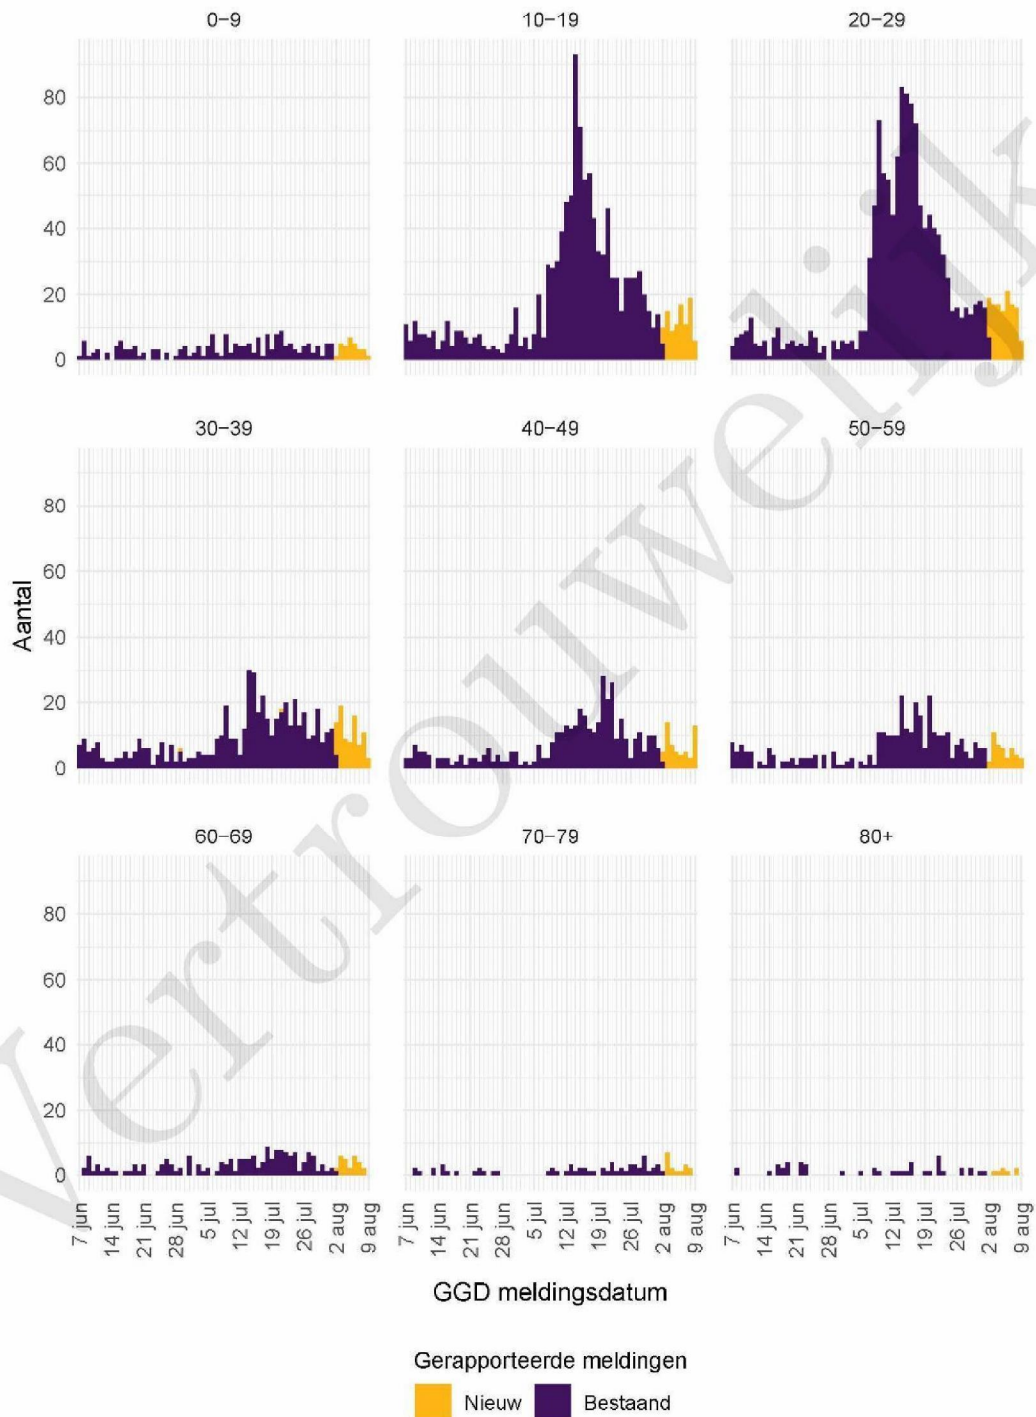 0−9 10−19 20−29
80
60
40
20
0
30−39 40−49 50−59
80
60
40
20
0
Aantal
60−69 70−79 80+
80
60
40
20
0
7 jun 14 jun 21 jun 28 jun 5 jul 12 jul 19 jul 26 jul 2 aug 9 aug 7 jun 14 jun 21 jun 28 jun 5 jul 12 jul 19 jul 26 jul 2 aug 9 aug 7 jun 14 jun 21 jun 28 jun 5 jul 12 jul 19 jul 26 jul 2 aug 9 aug
GGD meldingsdatum
Gerapporteerde meldingen
Nieuw Bestaand
Vertrouwelijk